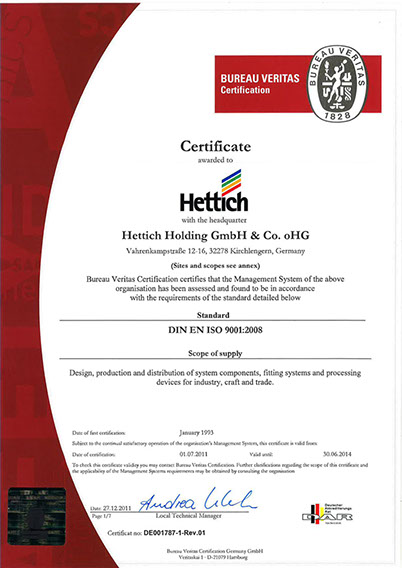 BUREAU VERITAS
Certification
BUREAU VERITAS
1828
Certificate
awarded to
Hettich
with the headquarter
Hettich Holding GmbH & Co. oHG
Vahrenkampstraße 12-16, 32278 Kirchlengern, Germany
(Sites and scopes see annex)
Bureau Veritas Certification certifies that the Management System of the above
organisation has been assessed and found to be in accordance
with the requirements of the standard detailed below
Standard
DIN EN ISO 9001:2008
Scope of supply
Design, production and distribution of system components, fitting systems and processing
devices for industry, craft and trade.
Date of first certification: January 1993
Subject to the continual satisfactory operation of the organisation's Management System, this certificate is valid from:
Date of certification: 01.07.2011 Valid until: 30.06.2014
To check this certificate validity you may contact Bureau Veritas Certification. Further clarifications regarding the scope of this certificate and
the applicability of the Management Systems requirements may be obtained by consulting the organisation
Date: 27.12.2011
Page 1/7 Local Technical Manager
Deutscher
Akkreditierungs
Rat
DAR
Certificat no: DE001787-1-Rev.01
Bureau Veritas Certification Germany GmbH